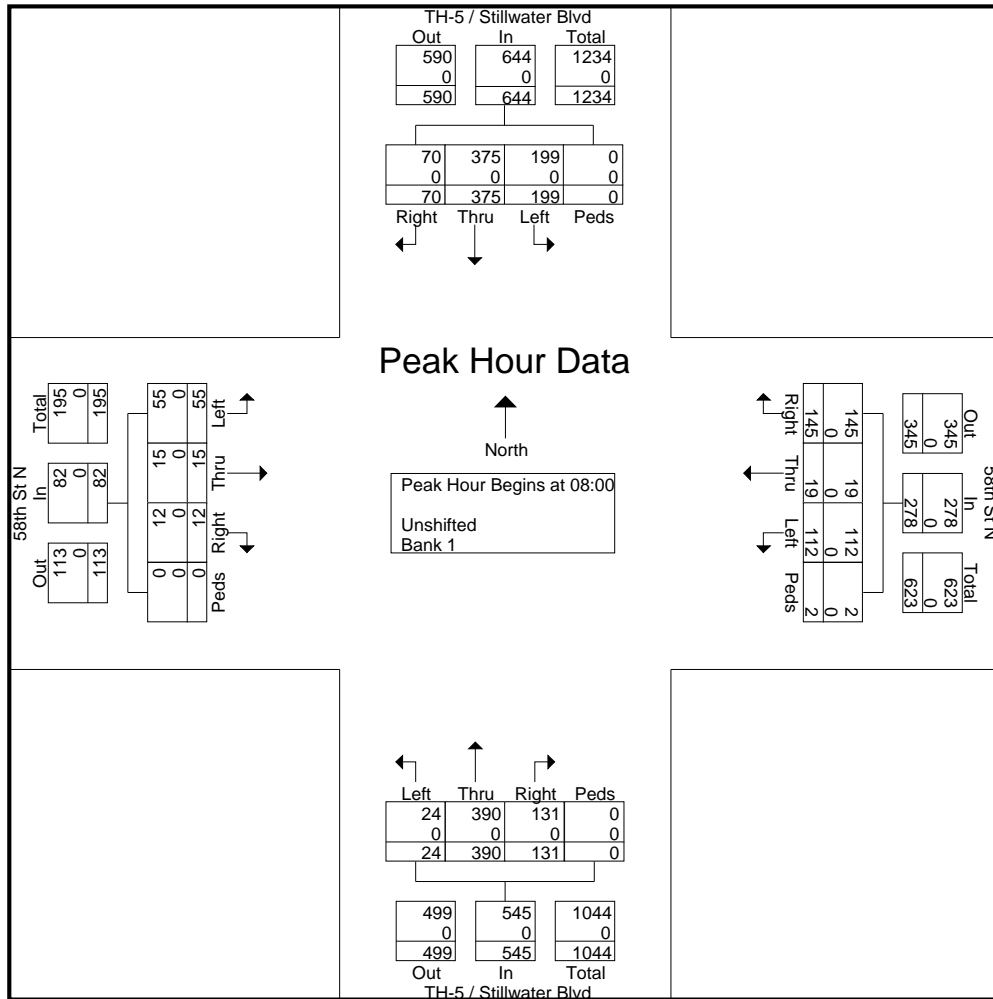 TH-5 / Stillwater Blvd
Out In Total
590 644 1234
0 0 0
590 644 1234
70 375 199 0
0 0 0 0
70 375 199 0
Right Thru Left Peds
Peak Hour Data
North
Peak Hour Begins at 08:00
Unshifted
Bank 1
58th St N
Total In Out
195 82 113
0 0 0
195 82 113
55 15 12 0
0 0 0 0
55 15 12 0
Left Thru Right Peds
58th St N
Out In Total
345 278 623
0 0 0
345 278 623
145 19 112 2
0 0 0 0
145 19 112 2
Right Thru Left Peds
Left Thru Right Peds
24 390 131 0
0 0 0 0
24 390 131 0
499 545 1044
0 0 0
499 545 1044
Out In Total
TH-5 / Stillwater Blvd